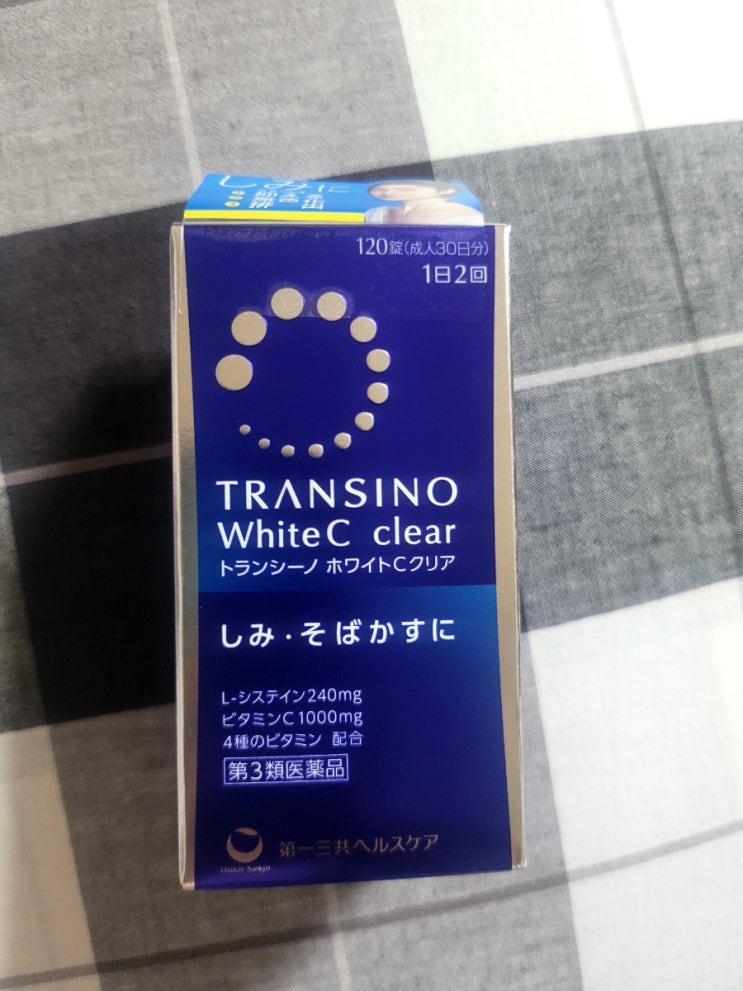 120錠(成人30日分)
1日2回
TRANSINO
White C clear
トランシーノ ホワイトCクリア
しみ・そばかすに
L-システイン240mg
ビタミンC 1000mg
4種のビタミン 配合
第3類医薬品
第一三共ヘルスケア
Daiichi-Sankyo